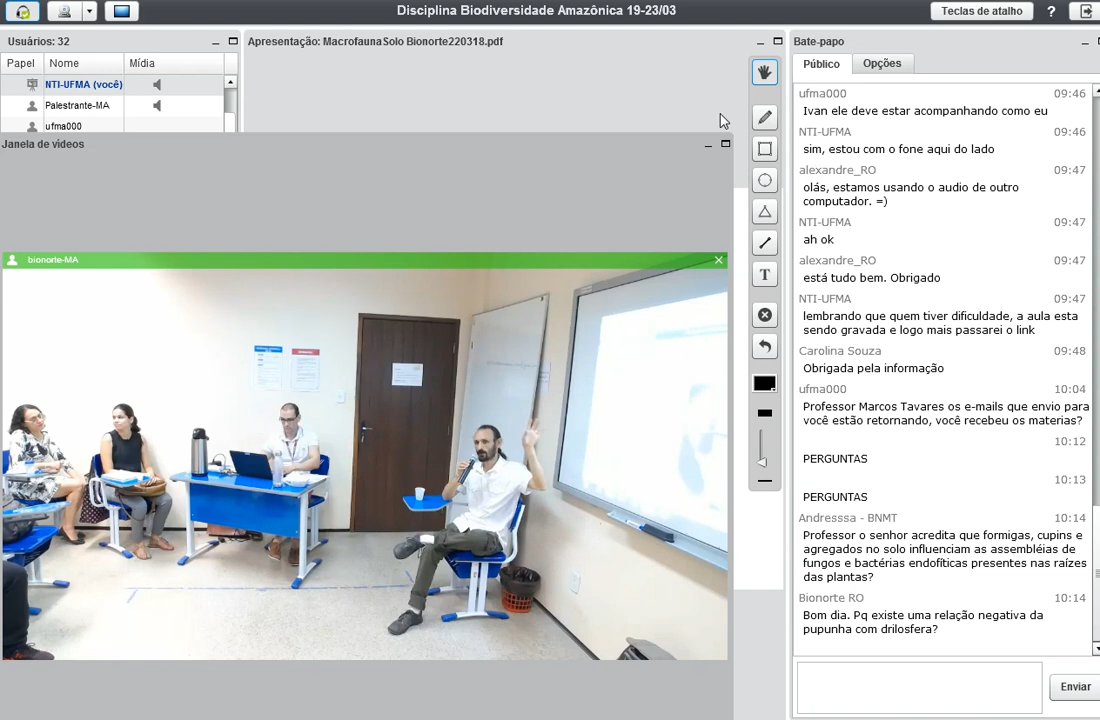 Disciplina Biodiversidade Amazônica 19-23/03
Teclas de atalho
?
Usuários: 32
Papel Nome Mídia
NTI-UFMA (você)
Palestrante-MA
ufma000
Apresentação: MacrofaunaSolo Bionorte220318.pdf
Janela de vídeos
bionorte-MA
T
Bate-papo
Público Opções
ufma000 09:46
Ivan ele deve estar acompanhando como eu
NTI-UFMA 09:46
sim, estou com o fone aqui do lado
alexandre_RO 09:47
olás, estamos usando o audio de outro
computador. =)
NTI-UFMA 09:47
ah ok
alexandre_RO 09:47
está tudo bem. Obrigado
NTI-UFMA 09:47
lembrando que quem tiver dificuldade, a aula esta
sendo gravada e logo mais passarei o link
Carolina Souza 09:48
Obrigada pela informação
ufma000 10:04
Professor Marcos Tavares os e-mails que envio para
você estão retornando, você recebeu os materias?
10:12
PERGUNTAS
10:13
PERGUNTAS
Andresssa - BNMT 10:14
Professor o senhor acredita que formigas, cupins e
agregados no solo influenciam as assembléias de
fungos e bactérias endofíticas presentes nas raízes
das plantas?
Bionorte RO 10:14
Bom dia. Pq existe uma relação negativa da
pupunha com drilosfera?
Enviar